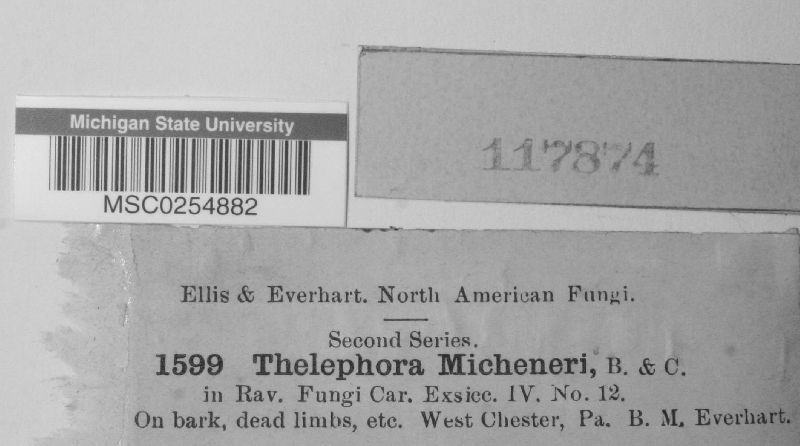 Michigan State University
MSC0254882
117874
Ellis & Everhart. North American Fungi.
Second Series.
1599 Thelephora Micheneri, B. & C.
in Rav. Fungi Car. Exsicc. IV. No. 12.
On bark, dead limbs, etc. West Chester, Pa. B. M. Everhart.